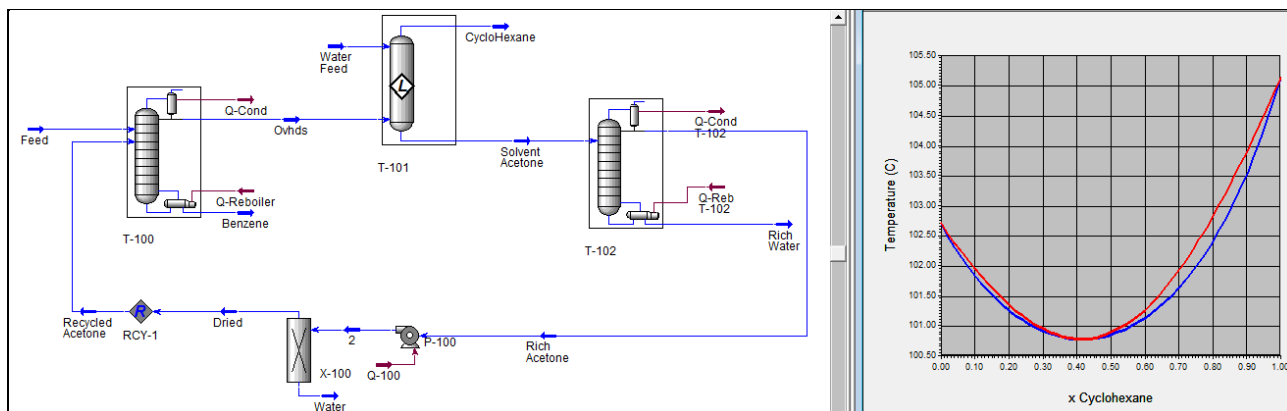 CycloHexane
Water
Feed
L
Q-Cond
Feed
Ovhds
T-101
Q-Cond
T-102
Solvent
Acetone
Q-Reboiler
Benzene
T-100
Q-Reb
T-102
Rich
Water
T-102
Recycled
Acetone
R
RCY-1
Dried
2
P-100
Rich
Acetone
X-100
Q-100
Water
Temperature (C)
105.50
105.00
104.50
104.00
103.50
103.00
102.50
102.00
101.50
101.00
100.50
0.00 0.10 0.20 0.30 0.40 0.50 0.60 0.70 0.80 0.90 1.00
x Cyclohexane